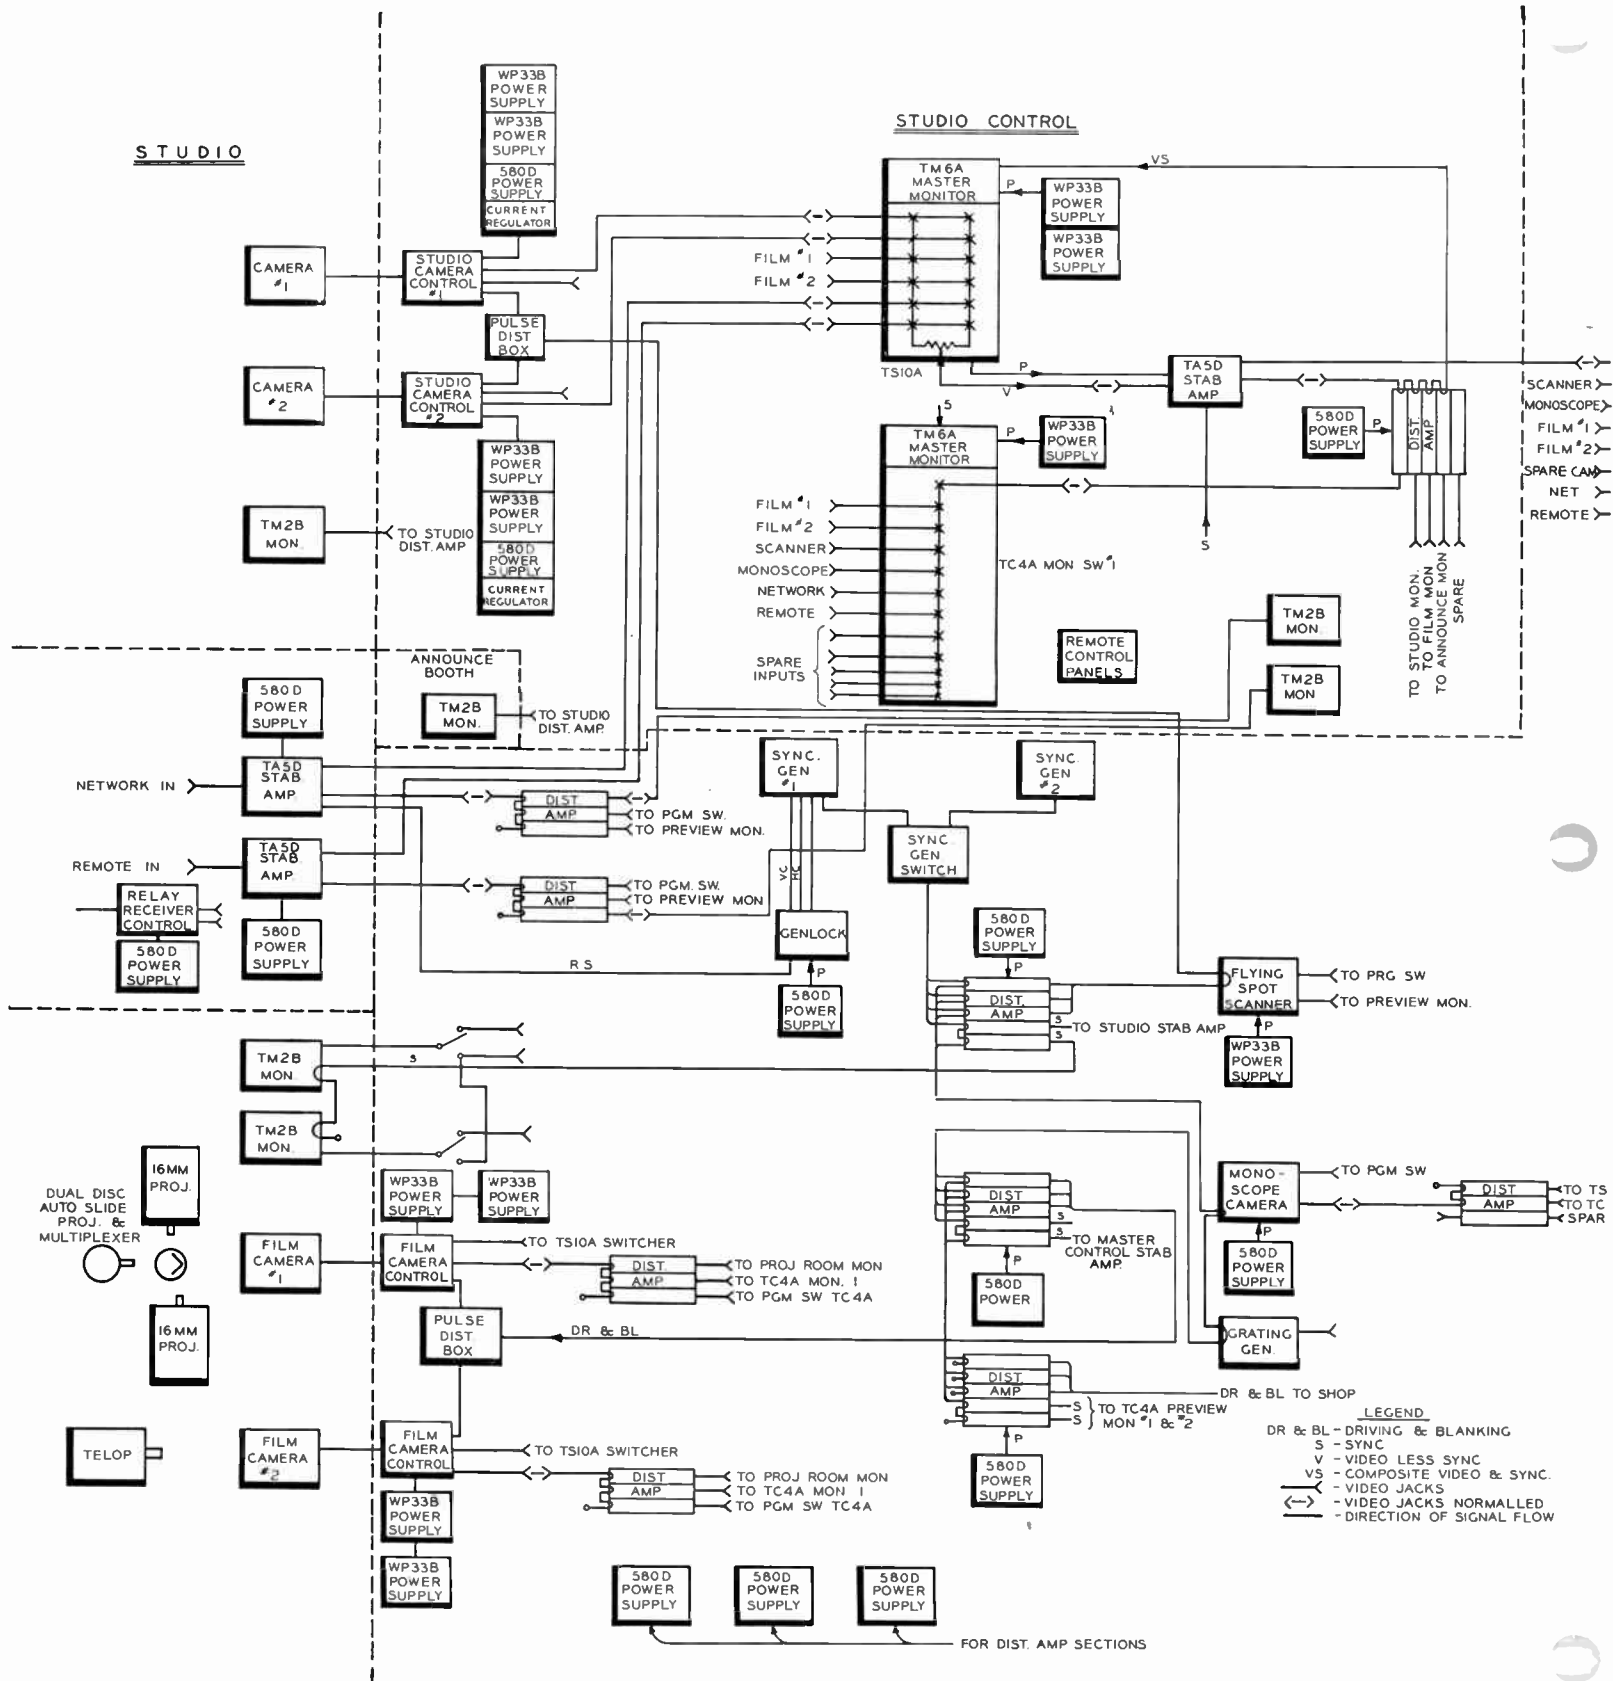 STUDIO
STUDIO CONTROL
WP33B
POWER
SUPPLY
WP33B
POWER
SUPPLY
580D
POWER
SUPPLY
CURRENT
REGULATOR
CAMERA
#1
STUDIO
CAMERA
CONTROL
#1
PULSE
DIST
BOX
CAMERA
#2
STUDIO
CAMERA
CONTROL
#2
WP33B
POWER
SUPPLY
WP33B
POWER
SUPPLY
580D
POWER
SUPPLY
CURRENT
REGULATOR
TM2B
MON.
TO STUDIO
DIST. AMP
TM6A
MASTER
MONITOR
VS
P
WP33B
POWER
SUPPLY
WP33B
POWER
SUPPLY
FILM #1
FILM #2
TS10A
P
V
TA5D
STAB
AMP
S
580D
POWER
SUPPLY
P
DIST.
AMP
SCANNER
MONOSCOPE
FILM #1
FILM #2
SPARE CAM
NET
REMOTE
TO STUDIO MON.
TO FILM MON
TO ANNOUNCE MON
SPARE
S
TM6A
MASTER
MONITOR
P
WP33B
POWER
SUPPLY
FILM #1
FILM #2
SCANNER
MONOSCOPE
NETWORK
REMOTE
SPARE
INPUTS
TC4A MON SW #1
REMOTE
CONTROL
PANELS
TM2B
MON.
TM2B
MON
ANNOUNCE
BOOTH
TM2B
MON.
TO STUDIO
DIST. AMP.
580D
POWER
SUPPLY
NETWORK IN
TA5D
STAB
AMP.
REMOTE IN
TA5D
STAB
AMP.
RELAY
RECEIVER
CONTROL
580D
POWER
SUPPLY
580D
POWER
SUPPLY
DIST.
AMP.
TO PGM SW.
TO PREVIEW MON.
DIST.
AMP
TO PGM. SW.
TO PREVIEW MON
RS
SYNC.
GEN
#1
SYNC.
GEN
#2
SYNC
GEN
SWITCH
VC
HC
GENLOCK
P
580D
POWER
SUPPLY
580D
POWER
SUPPLY
P
DIST.
AMP
S
S
TO STUDIO STAB AMP
FLYING
SPOT
SCANNER
TO PRG SW
TO PREVIEW MON.
P
WP33B
POWER
SUPPLY
TM2B
MON.
S
TM2B
MON.
16MM
PROJ.
DUAL DISC
AUTO SLIDE
PROJ. &
MULTIPLEXER
16MM
PROJ.
TELOP
WP33B
POWER
SUPPLY
WP33B
POWER
SUPPLY
FILM
CAMERA
#1
FILM
CAMERA
CONTROL
TO TS10A SWITCHER
DIST.
AMP
TO PROJ ROOM MON
TO TC4A MON. 1
TO PGM SW TC4A
PULSE
DIST.
BOX
DR & BL
FILM
CAMERA
#2
FILM
CAMERA
CONTROL
TO TS10A SWITCHER
DIST
AMP
TO PROJ ROOM MON
TO TC4A MON 1
TO PGM SW TC4A
WP33B
POWER
SUPPLY
WP33B
POWER
SUPPLY
DIST
AMP
S
S
TO MASTER
CONTROL STAB
AMP.
P
580D
POWER
DIST
AMP
DR & BL TO SHOP
S
S
TO TC4A PREVIEW
MON #1 & #2
P
580D
POWER
SUPPLY
MONO-
SCOPE
CAMERA
TO PGM SW
P
580D
POWER
SUPPLY
DIST
AMP
TO TS
TO TC
SPAR
GRATING
GEN.
LEGEND
DR & BL - DRIVING & BLANKING
S - SYNC
V - VIDEO LESS SYNC
VS - COMPOSITE VIDEO & SYNC.
- VIDEO JACKS
- VIDEO JACKS NORMALLED
- DIRECTION OF SIGNAL FLOW
580D
POWER
SUPPLY
580D
POWER
SUPPLY
580D
POWER
SUPPLY
FOR DIST. AMP SECTIONS